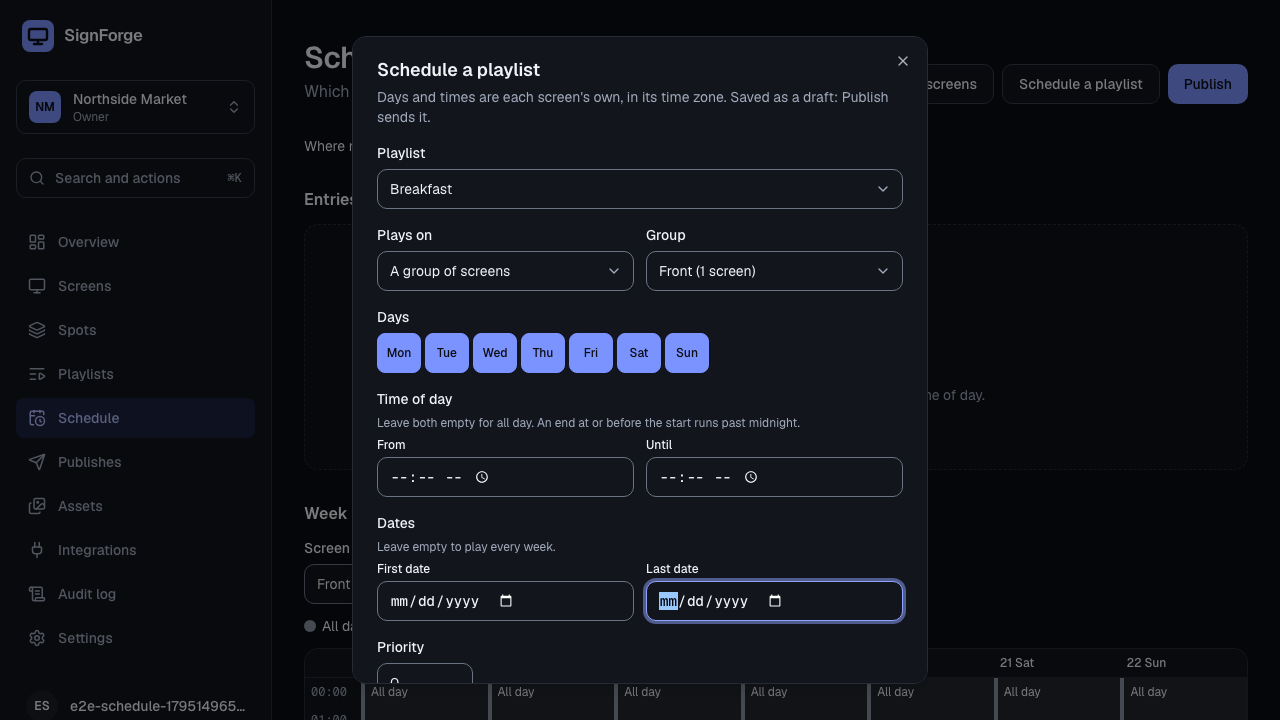 SignForge
NM
Northside Market
Owner
Search and actions
⌘K
Overview
Screens
Spots
Playlists
Schedule
Publishes
Assets
Integrations
Audit log
Settings
ES
e2e-schedule-179514965…
Sch
Which
screens
Schedule a playlist
Publish
Where
Entries
ne of day.
Week
Screen
Front
All da
21 Sat
22 Sun
00:00
All day
All day
All day
All day
All day
All day
All day
01:00
Schedule a playlist
Days and times are each screen's own, in its time zone. Saved as a draft: Publish
sends it.
Playlist
Breakfast
Plays on
Group
A group of screens
Front (1 screen)
Days
Mon
Tue
Wed
Thu
Fri
Sat
Sun
Time of day
Leave both empty for all day. An end at or before the start runs past midnight.
From
Until
--:-- --
--:-- --
Dates
Leave empty to play every week.
First date
Last date
mm/dd/yyyy
mm/dd/yyyy
Priority
0